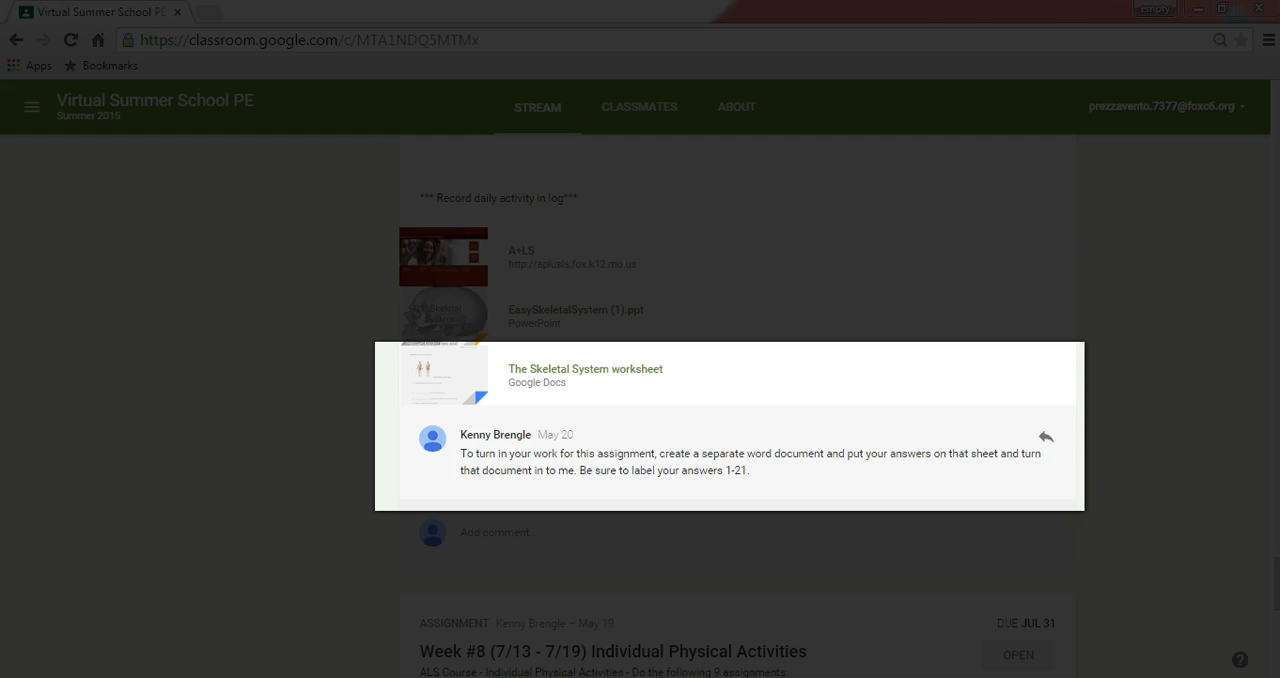 Virtual Summer School PE
empty
https://classroom.google.com/c/MTA1NDQ5MTMx
Apps Bookmarks
Virtual Summer School PE
Summer 2015
STREAM CLASSMATES ABOUT
prezzavento.7377@foxc6.org
*** Record daily activity in log***
A+LS
http://aplusls.fox.k12.mo.us
EasySkeletalSystem (1).ppt
PowerPoint
The Skeletal System worksheet
Google Docs
Kenny Brengle May 20
To turn in your work for this assignment, create a separate word document and put your answers on that sheet and turn
that document in to me. Be sure to label your answers 1-21.
Add comment...
ASSIGNMENT Kenny Brengle – May 19
DUE JUL 31
Week #8 (7/13 - 7/19) Individual Physical Activities
OPEN
ALS Course - Individual Physical Activities - Do the following 9 assignments: